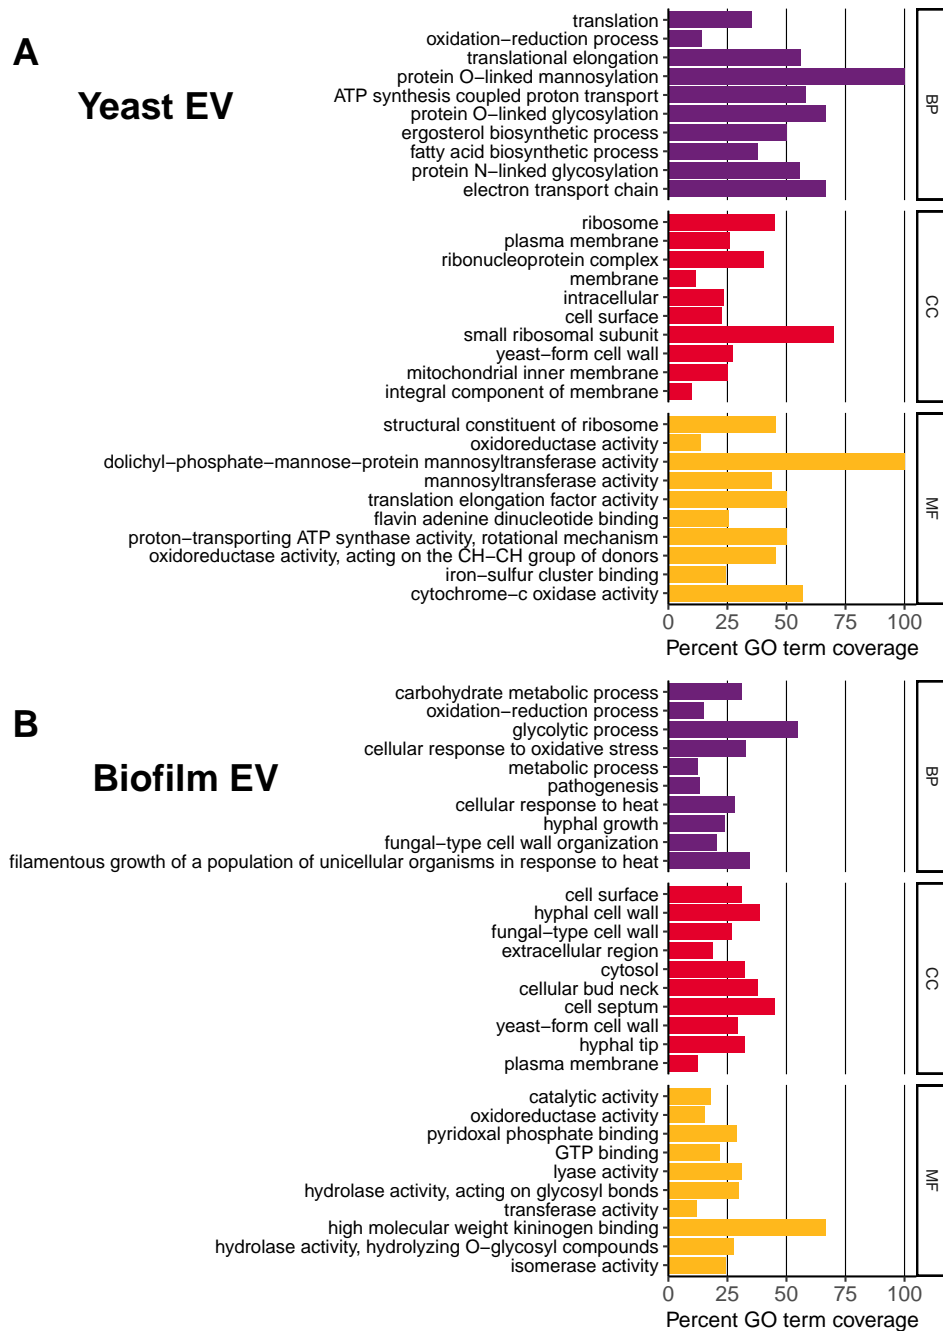 A
Yeast EV
translation
oxidation−reduction process
translational elongation
protein O−linked mannosylation
ATP synthesis coupled proton transport
protein O−linked glycosylation
ergosterol biosynthetic process
fatty acid biosynthetic process
protein N−linked glycosylation
electron transport chain
BP
ribosome
plasma membrane
ribonucleoprotein complex
membrane
intracellular
cell surface
small ribosomal subunit
yeast−form cell wall
mitochondrial inner membrane
integral component of membrane
CC
structural constituent of ribosome
oxidoreductase activity
dolichyl−phosphate−mannose−protein mannosyltransferase activity
mannosyltransferase activity
translation elongation factor activity
flavin adenine dinucleotide binding
proton−transporting ATP synthase activity, rotational mechanism
oxidoreductase activity, acting on the CH−CH group of donors
iron−sulfur cluster binding
cytochrome−c oxidase activity
MF
0 25 50 75 100
Percent GO term coverage
B
Biofilm EV
carbohydrate metabolic process
oxidation−reduction process
glycolytic process
cellular response to oxidative stress
metabolic process
pathogenesis
cellular response to heat
hyphal growth
fungal−type cell wall organization
filamentous growth of a population of unicellular organisms in response to heat
BP
cell surface
hyphal cell wall
fungal−type cell wall
extracellular region
cytosol
cellular bud neck
cell septum
yeast−form cell wall
hyphal tip
plasma membrane
CC
catalytic activity
oxidoreductase activity
pyridoxal phosphate binding
GTP binding
lyase activity
hydrolase activity, acting on glycosyl bonds
transferase activity
high molecular weight kininogen binding
hydrolase activity, hydrolyzing O−glycosyl compounds
isomerase activity
MF
0 25 50 75 100
Percent GO term coverage